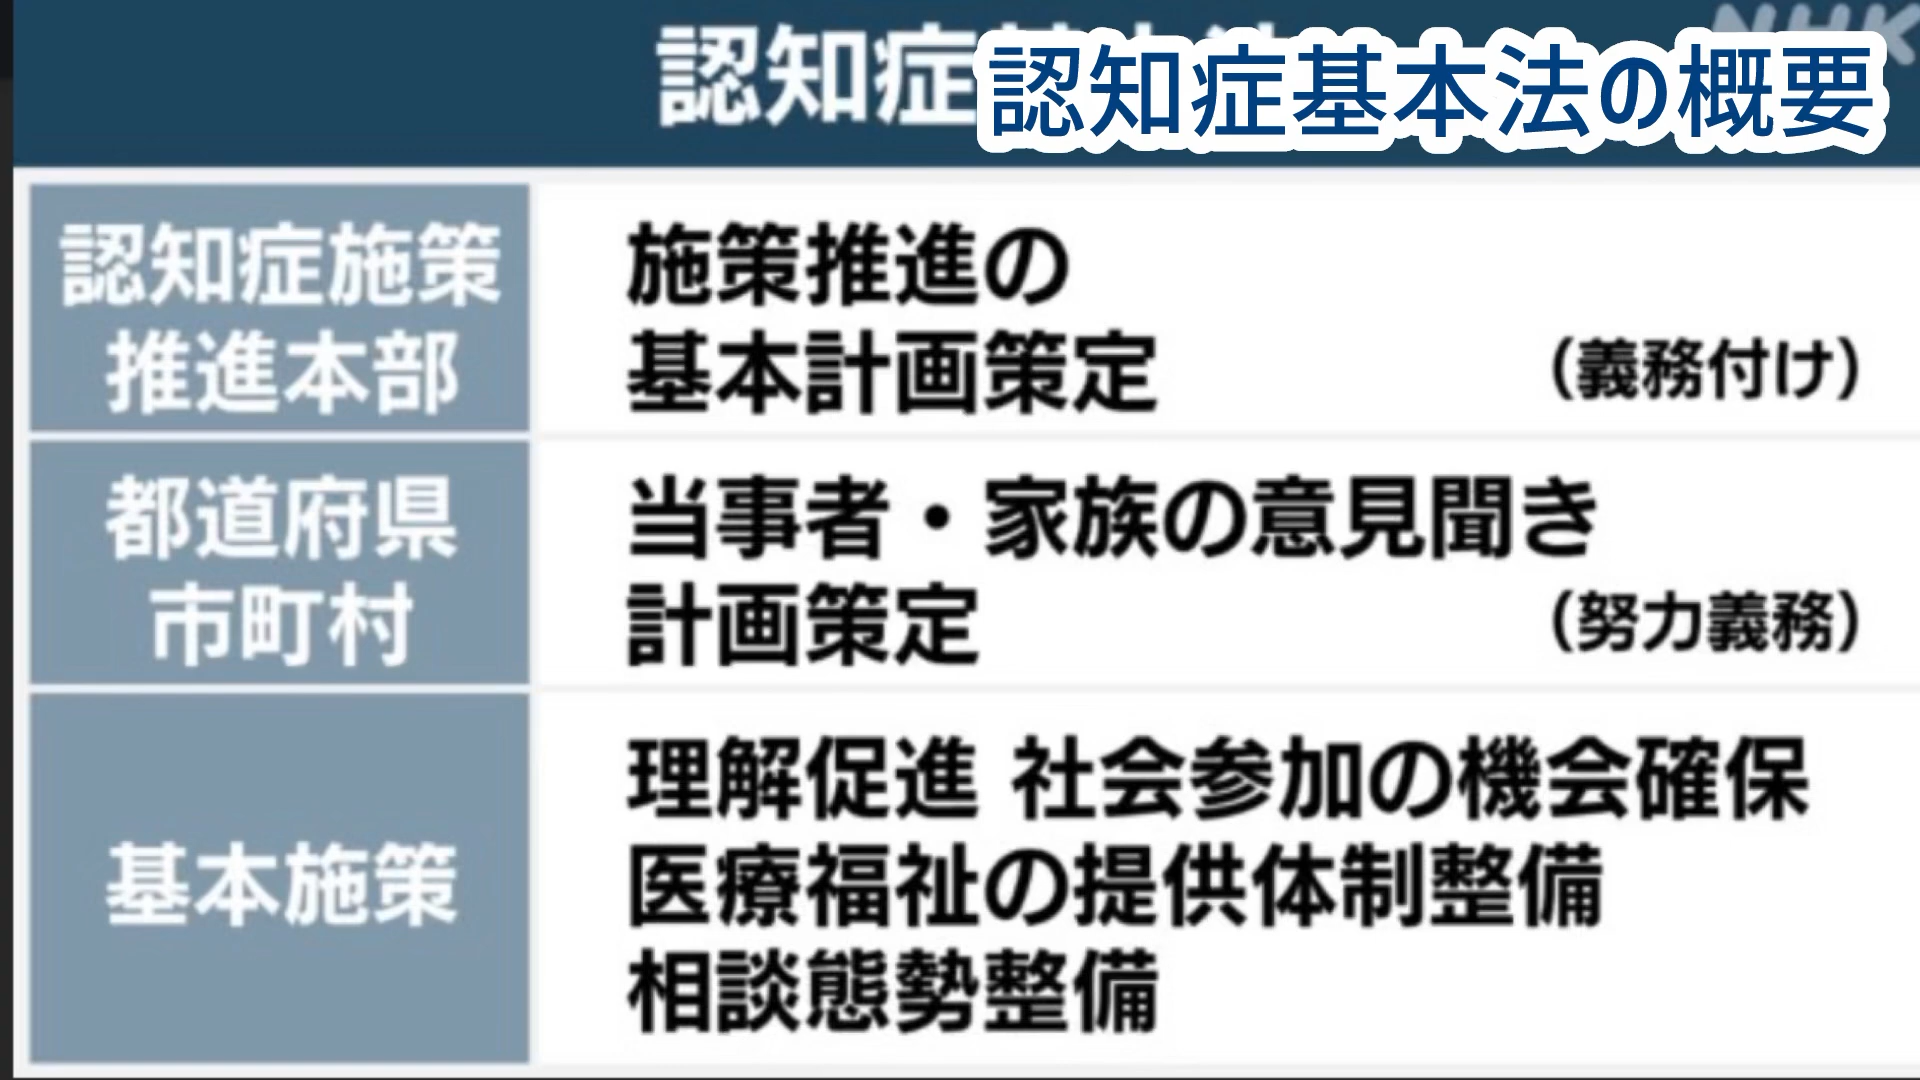 認知症
認知症基本法の概要
NHK
認知症施策
推進本部
施策推進の
基本計画策定
（義務付け）
都道府県
市町村
当事者・家族の意見聞き
計画策定
（努力義務）
基本施策
理解促進 社会参加の機会確保
医療福祉の提供体制整備
相談態勢整備